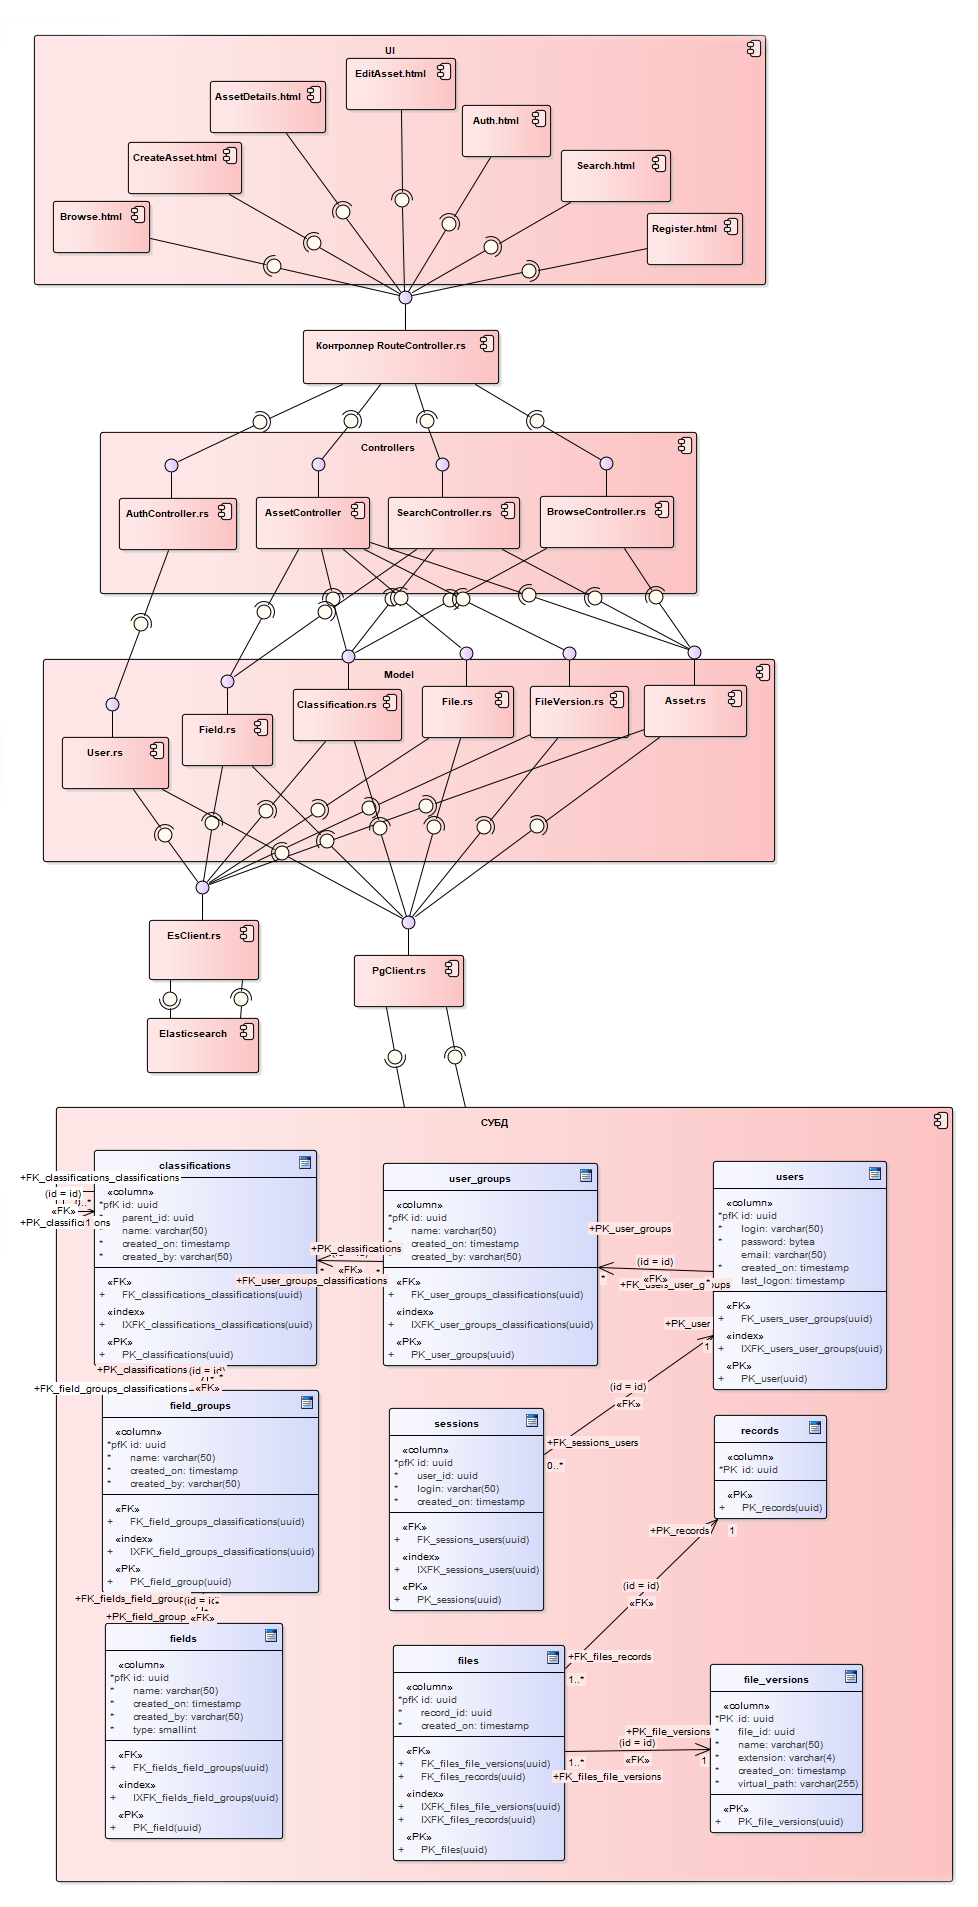 UI
EditAsset.html
AssetDetails.html
Auth.html
CreateAsset.html
Search.html
Browse.html
Register.html
Контроллер RouteController.rs
Controllers
AuthController.rs
AssetController
SearchController.rs
BrowseController.rs
Model
User.rs
Field.rs
Classification.rs
File.rs
FileVersion.rs
Asset.rs
EsClient.rs
PgClient.rs
Elasticsearch
СУБД
classifications
+FK_classifications_classifications
(id = id)
«FK»
+PK_classifications
1
«column»
*pfK id: uuid
* parent_id: uuid
* name: varchar(50)
* created_on: timestamp
* created_by: varchar(50)
«FK»
+ FK_classifications_classifications(uuid)
«index»
+ IXFK_classifications_classifications(uuid)
«PK»
+ PK_classifications(uuid)
user_groups
«column»
*pfK id: uuid
* name: varchar(50)
* created_on: timestamp
* created_by: varchar(50)
«FK»
+ FK_user_groups_classifications(uuid)
«index»
+ IXFK_user_groups_classifications(uuid)
«PK»
+ PK_user_groups(uuid)
+PK_classifications
«FK»
+FK_user_groups_classifications
users
«column»
*pfK id: uuid
* login: varchar(50)
* password: bytea
email: varchar(50)
* created_on: timestamp
* last_logon: timestamp
«FK»
+ FK_users_user_groups(uuid)
«index»
+ IXFK_users_user_groups(uuid)
«PK»
+ PK_user(uuid)
+PK_user_groups
(id = id)
«FK»
*
+FK_users_user_groups
+PK_user
1
(id = id)
«FK»
+FK_sessions_users
0..*
+PK_classifications
(id = id)
+FK_field_groups_classifications
«FK»
field_groups
«column»
*pfK id: uuid
* name: varchar(50)
* created_on: timestamp
* created_by: varchar(50)
«FK»
+ FK_field_groups_classifications(uuid)
«index»
+ IXFK_field_groups_classifications(uuid)
«PK»
+ PK_field_group(uuid)
sessions
«column»
*pfK id: uuid
* user_id: uuid
* login: varchar(50)
* created_on: timestamp
«FK»
+ FK_sessions_users(uuid)
«index»
+ IXFK_sessions_users(uuid)
«PK»
+ PK_sessions(uuid)
records
«column»
*PK id: uuid
«PK»
+ PK_records(uuid)
+PK_records
1
(id = id)
«FK»
+FK_files_records
1..*
+FK_fields_field_group
(id = id)
+PK_field_group
«FK»
fields
«column»
*pfK id: uuid
* name: varchar(50)
* created_on: timestamp
* created_by: varchar(50)
* type: smallint
«FK»
+ FK_fields_field_groups(uuid)
«index»
+ IXFK_fields_field_groups(uuid)
«PK»
+ PK_field(uuid)
files
«column»
*pfK id: uuid
* record_id: uuid
* created_on: timestamp
«FK»
+ FK_files_file_versions(uuid)
+ FK_files_records(uuid)
«index»
+ IXFK_files_file_versions(uuid)
+ IXFK_files_records(uuid)
«PK»
+ PK_files(uuid)
+PK_file_versions
(id = id)
1..*
«FK»
1
+FK_files_file_versions
file_versions
«column»
*PK id: uuid
* file_id: uuid
* name: varchar(50)
* extension: varchar(4)
* created_on: timestamp
* virtual_path: varchar(255)
«PK»
+ PK_file_versions(uuid)